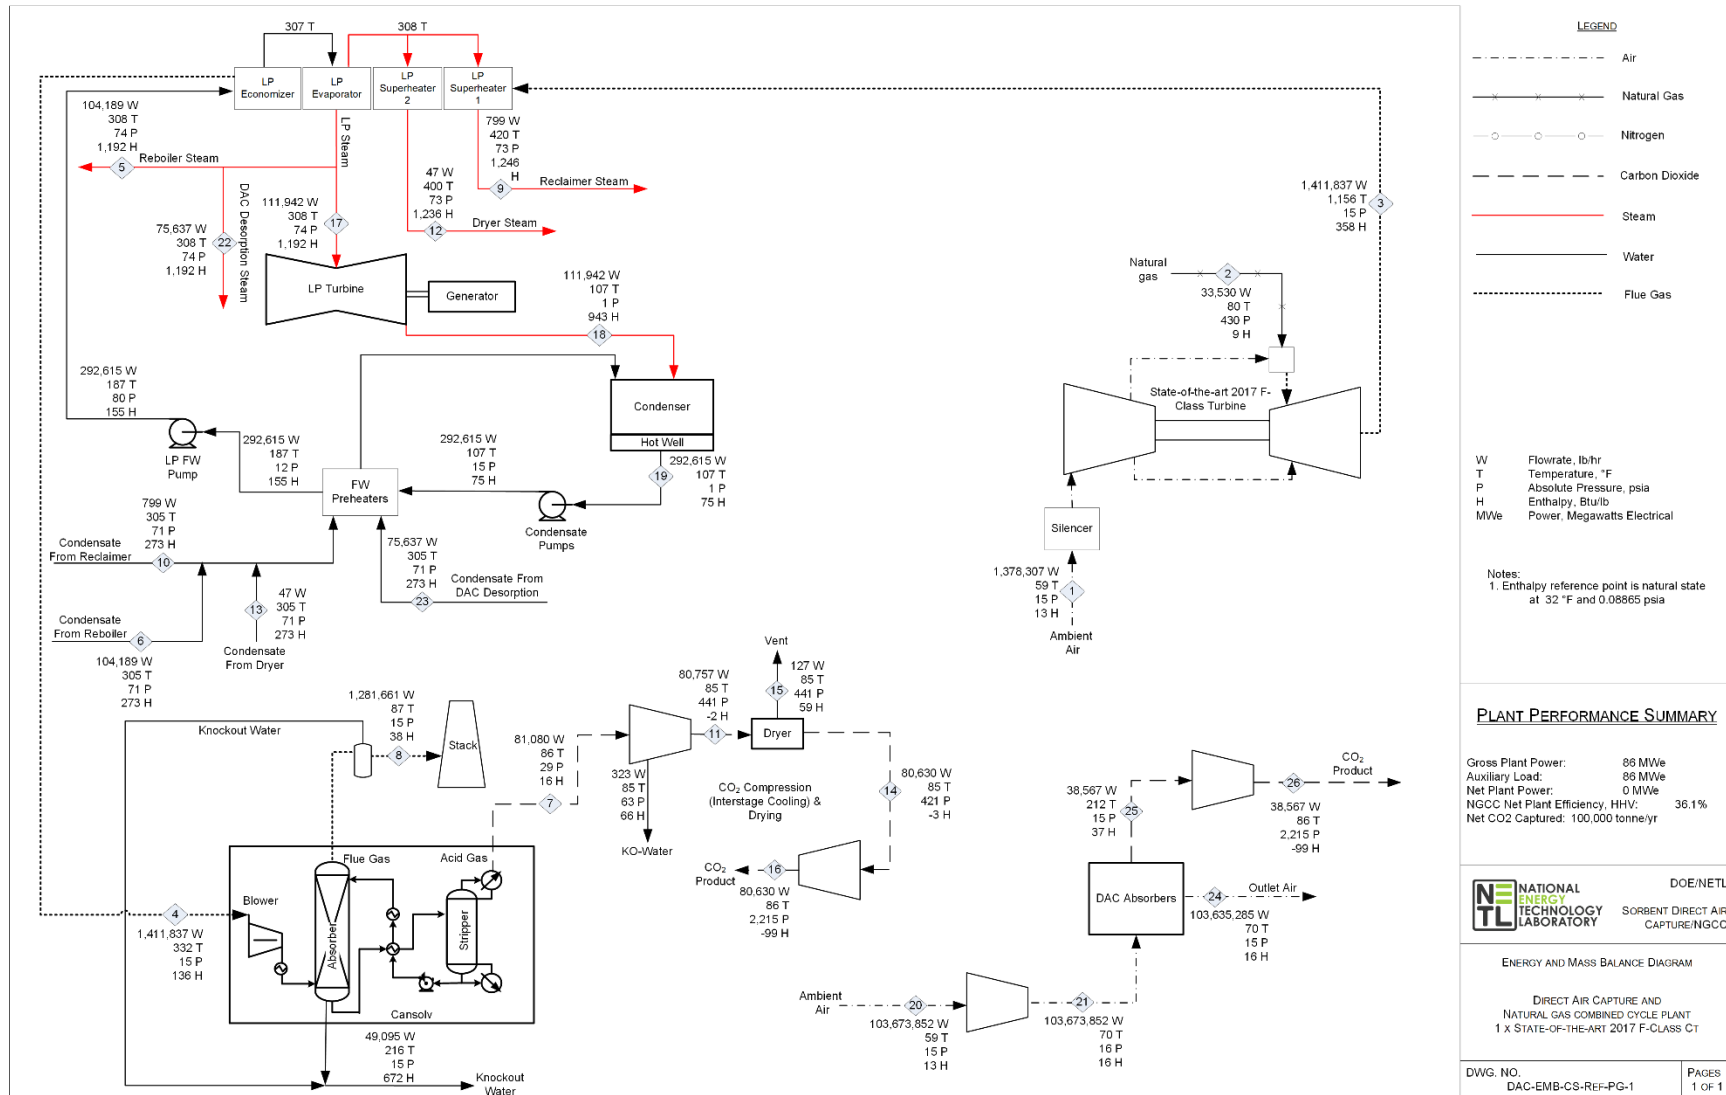 307 T
308 T
LP
Economizer
LP
Evaporator
LP
Superheater
2
LP
Superheater
1
104,189 W
308 T
74 P
1,192 H
5
Reboiler Steam
LP Steam
DAC Desorption Steam
75,637 W
308 T
74 P
1,192 H
22
111,942 W
308 T
74 P
1,192 H
17
47 W
400 T
73 P
1,236 H
12
Dryer Steam
799 W
420 T
73 P
1,246
H
9
Reclaimer Steam
LP Turbine
Generator
111,942 W
107 T
1 P
943 H
18
Condenser
Hot Well
292,615 W
107 T
1 P
75 H
19
Condensate
Pumps
292,615 W
107 T
15 P
75 H
FW
Preheaters
292,615 W
187 T
12 P
155 H
LP FW
Pump
292,615 W
187 T
80 P
155 H
799 W
305 T
71 P
273 H
Condensate
From Reclaimer
10
Condensate
From Reboiler
6
104,189 W
305 T
71 P
273 H
13
47 W
305 T
71 P
273 H
Condensate
From Dryer
75,637 W
305 T
71 P
273 H
Condensate From
DAC Desorption
23
1,411,837 W
1,156 T
15 P
358 H
3
Natural
gas
2
33,530 W
80 T
430 P
9 H
State-of-the-art 2017 F-
Class Turbine
Silencer
1,378,307 W
59 T
15 P
13 H
1
Ambient
Air
Knockout Water
1,281,661 W
87 T
15 P
38 H
8
Stack
Flue Gas
Acid Gas
Blower
Absorber
Stripper
Cansolv
4
1,411,837 W
332 T
15 P
136 H
49,095 W
216 T
15 P
672 H
Knockout
Water
81,080 W
86 T
29 P
16 H
7
80,757 W
85 T
441 P
-2 H
11
323 W
85 T
63 P
66 H
KO-Water
Vent
15
127 W
85 T
441 P
59 H
Dryer
CO2 Compression
(Interstage Cooling) &
Drying
80,630 W
85 T
421 P
-3 H
14
CO2
Product
16
80,630 W
86 T
2,215 P
-99 H
38,567 W
212 T
15 P
37 H
25
26
CO2
Product
38,567 W
86 T
2,215 P
-99 H
DAC Absorbers
24
Outlet Air
103,635,285 W
70 T
15 P
16 H
Ambient
Air
20
103,673,852 W
59 T
15 P
13 H
21
103,673,852 W
70 T
16 P
16 H
LEGEND
Air
Natural Gas
Nitrogen
Carbon Dioxide
Steam
Water
Flue Gas
W Flowrate, lb/hr
T Temperature, °F
P Absolute Pressure, psia
H Enthalpy, Btu/lb
MWe Power, Megawatts Electrical
Notes:
1. Enthalpy reference point is natural state
at 32 °F and 0.08865 psia
PLANT PERFORMANCE SUMMARY
Gross Plant Power: 86 MWe
Auxiliary Load: 86 MWe
Net Plant Power: 0 MWe
NGCC Net Plant Efficiency, HHV: 36.1%
Net CO2 Captured: 100,000 tonne/yr
NETL
NATIONAL
ENERGY
TECHNOLOGY
LABORATORY
DOE/NETL
SORBENT DIRECT AIR
CAPTURE/NGCC
ENERGY AND MASS BALANCE DIAGRAM
DIRECT AIR CAPTURE AND
NATURAL GAS COMBINED CYCLE PLANT
1 X STATE-OF-THE-ART 2017 F-CLASS CT
DWG. NO.
DAC-EMB-CS-REF-PG-1
PAGES
1 OF 1